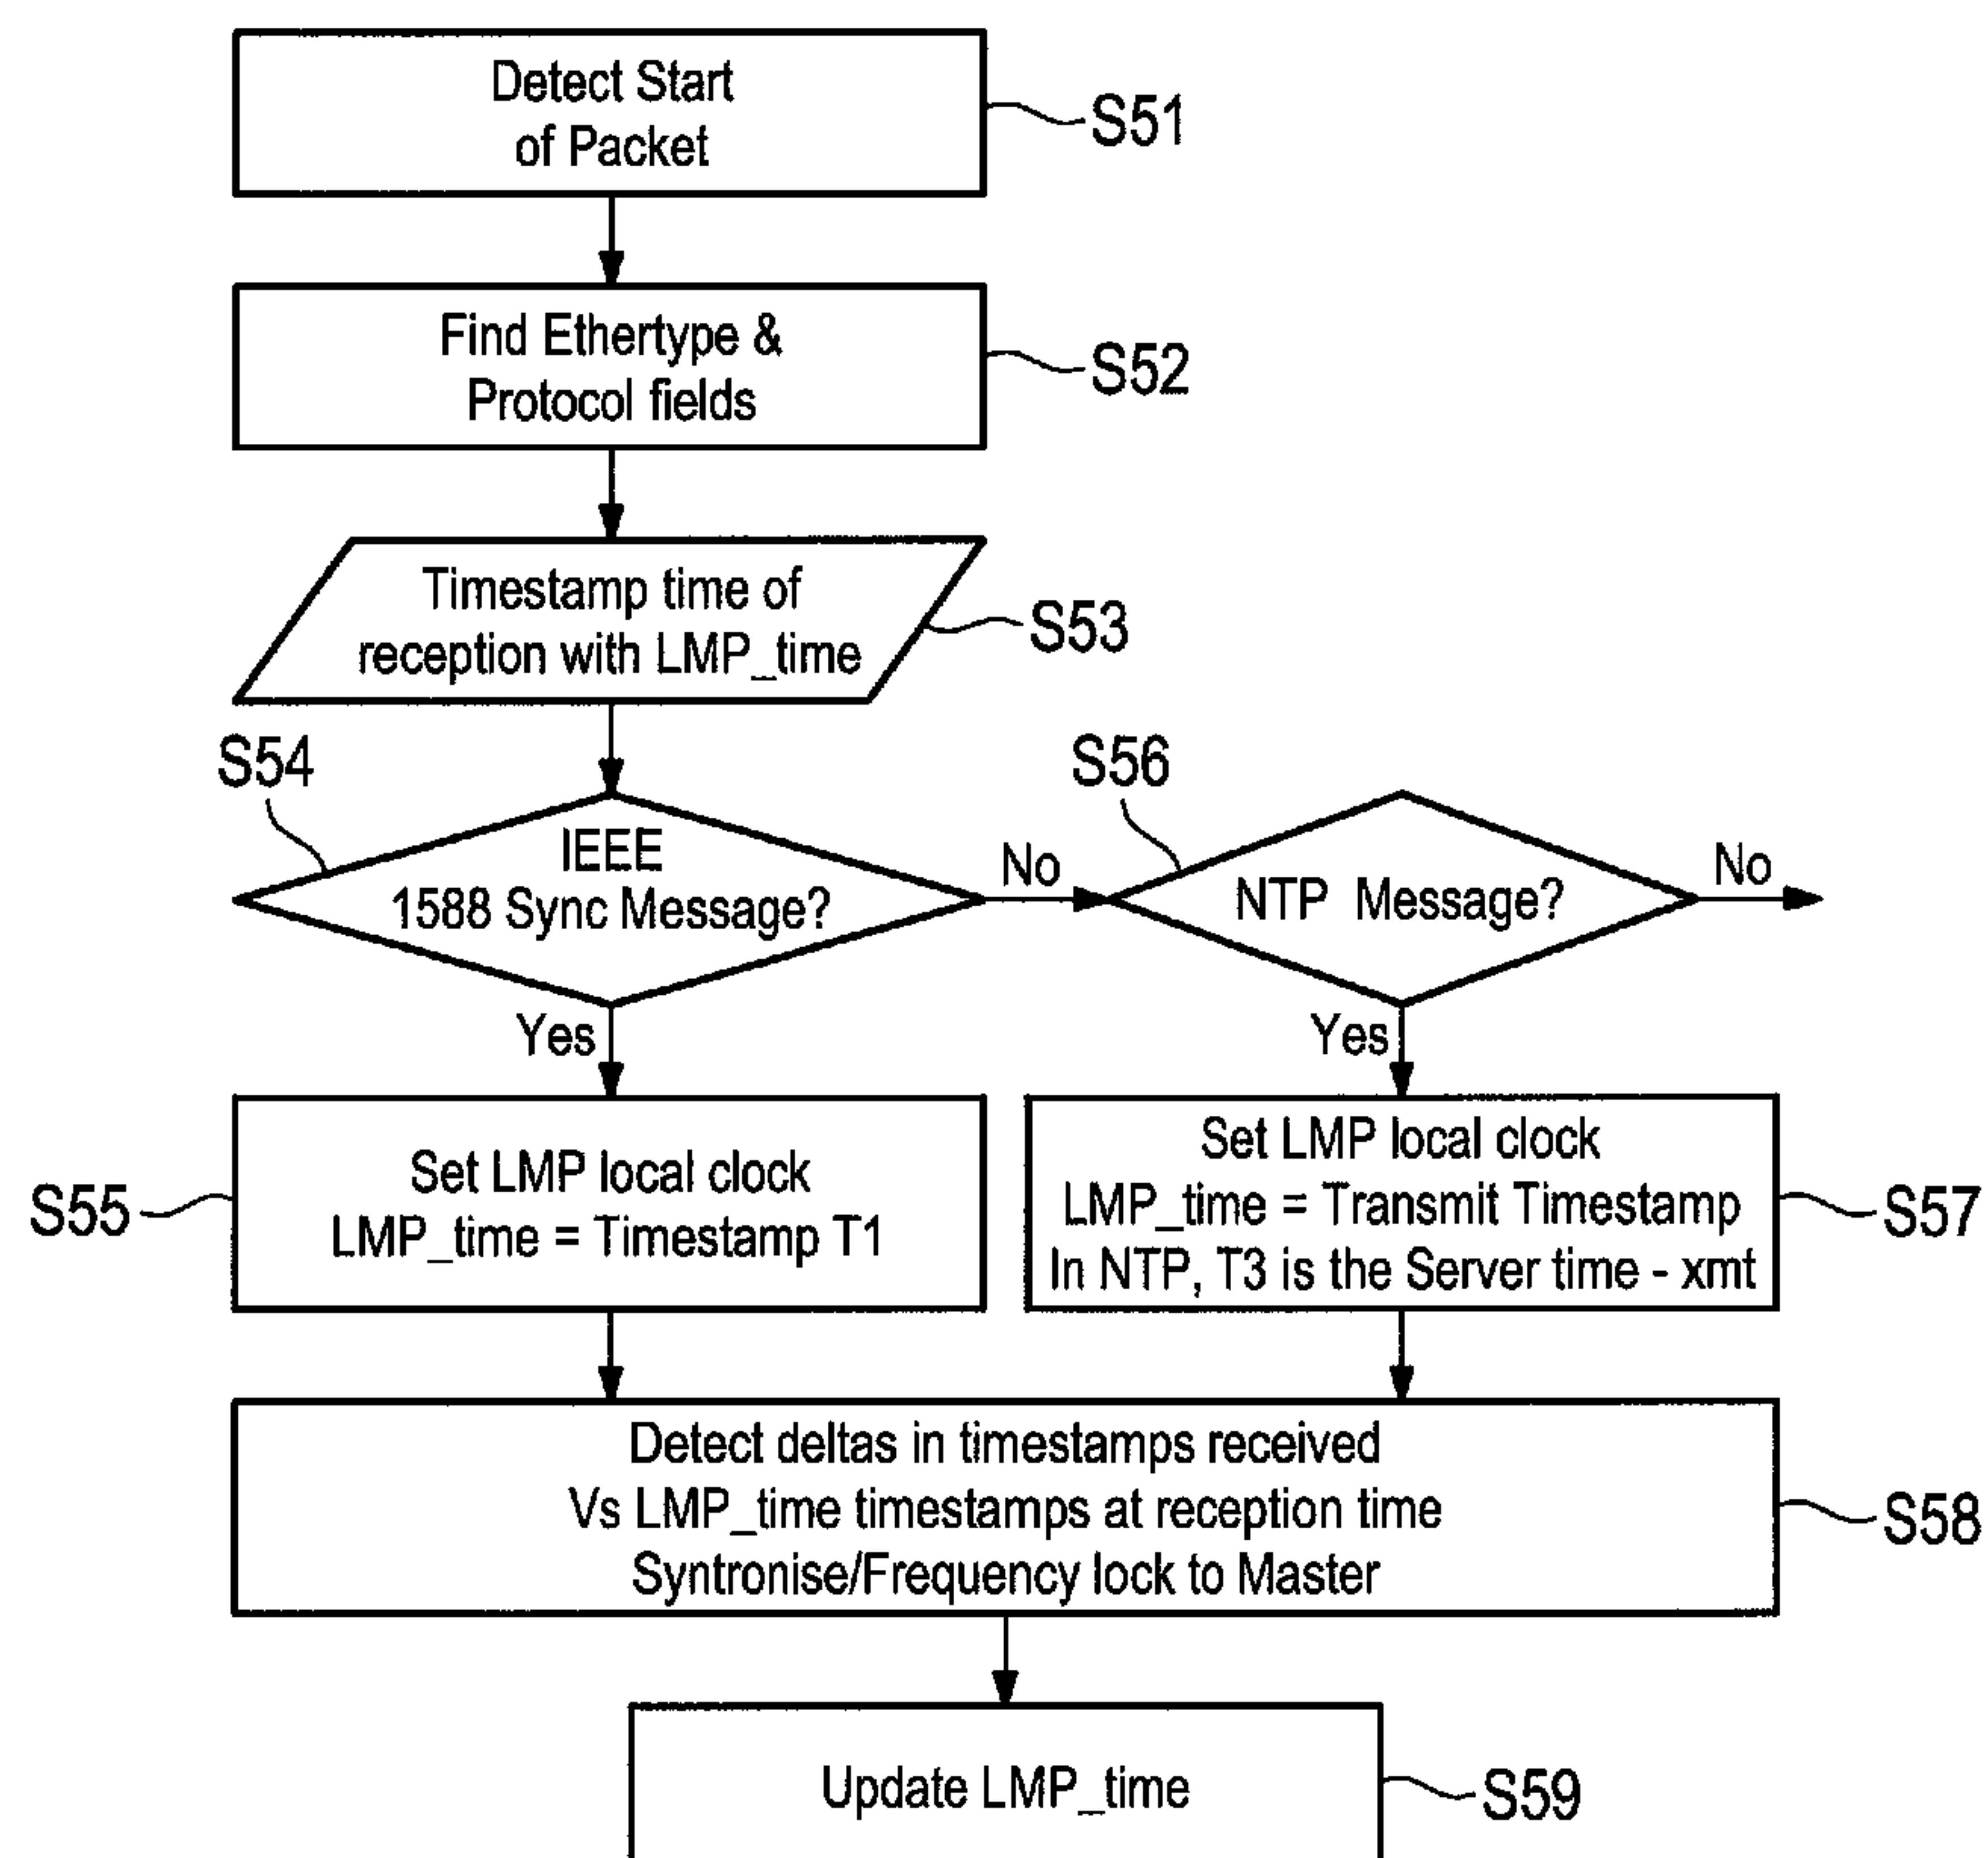 Detect Start
of Packet
S51
Find Ethertype &
Protocol fields
S52
Timestamp time of
reception with LMP_time
S53
S54
IEEE
1588 Sync Message?
No
S56
NTP Message?
No
Yes
Yes
S55
Set LMP local clock
LMP_time = Timestamp T1
Set LMP local clock
LMP_time = Transmit Timestamp
In NTP, T3 is the Server time - xmt
S57
Detect deltas in timestamps received
Vs LMP_time timestamps at reception time
Syntronise/Frequency lock to Master
S58
Update LMP_time
S59